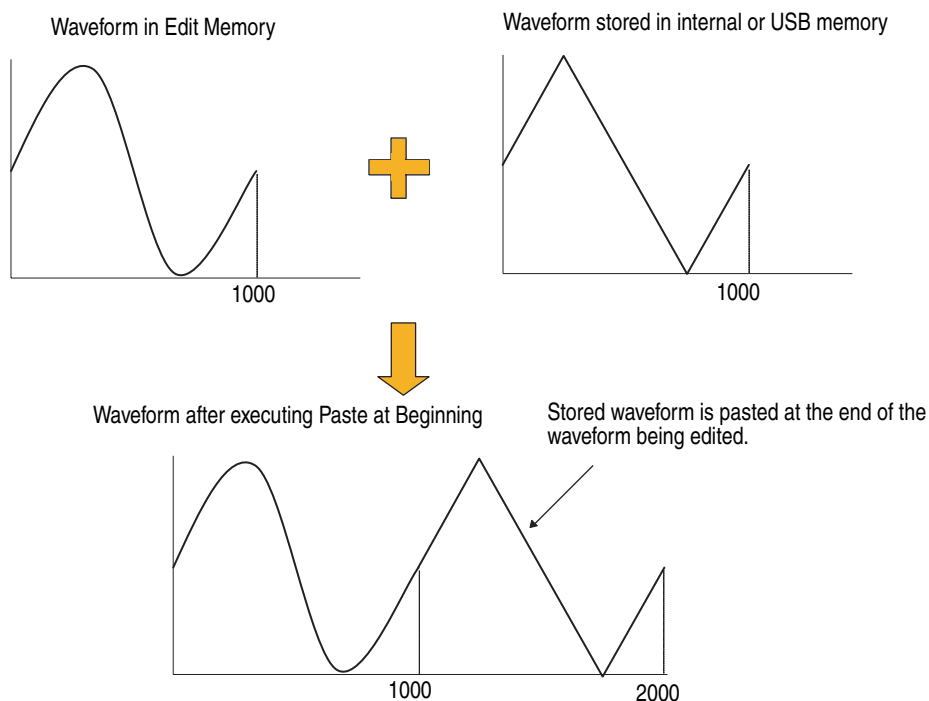 Waveform in Edit Memory
Waveform stored in internal or USB memory
1000
1000
Waveform after executing Paste at Beginning
Stored waveform is pasted at the end of the
waveform being edited.
1000
2000